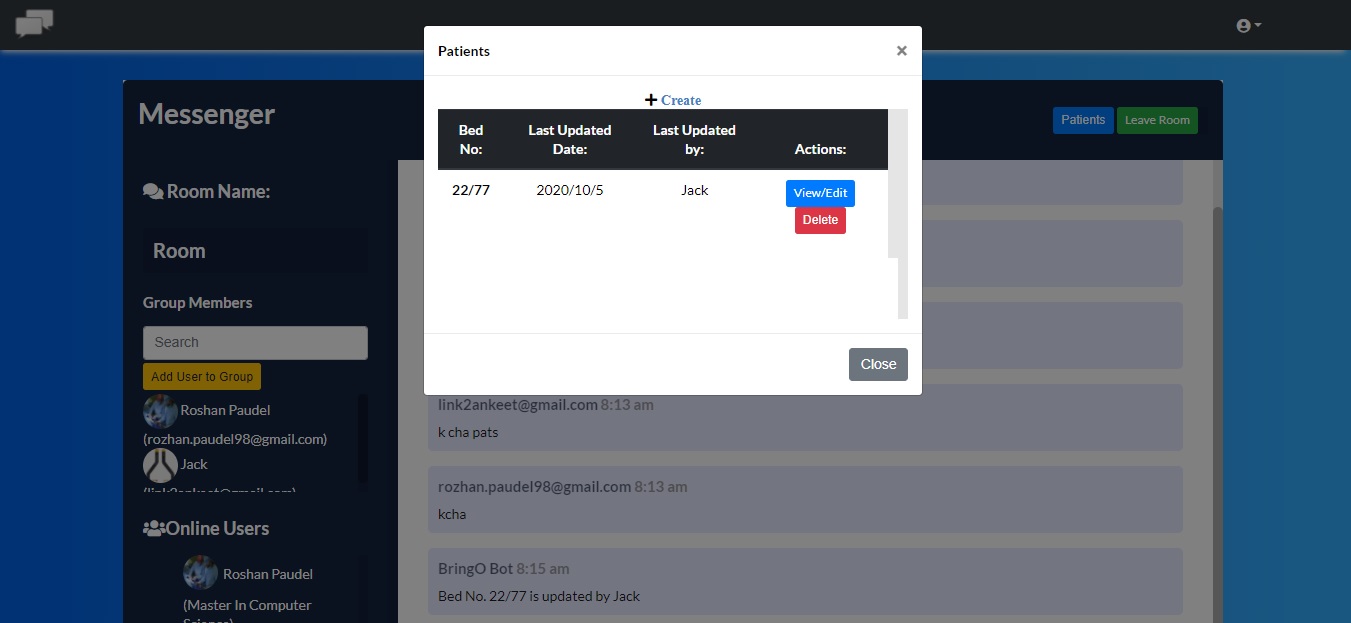 Patients
×
Create
Bed No:
Last Updated Date:
Last Updated by:
Actions:
22/77
2020/10/5
Jack
View/Edit
Delete
Close
Messenger
Patients
Leave Room
Room Name:
Room
Group Members
Search
Add User to Group
Roshan Paudel
(rozhan.paudel98@gmail.com)
Jack
(link2ankeet@gmail.com)
Online Users
Roshan Paudel
(Master In Computer
Science)
link2ankeet@gmail.com 8:13 am
k cha pats
rozhan.paudel98@gmail.com 8:13 am
kcha
BringO Bot 8:15 am
Bed No. 22/77 is updated by Jack